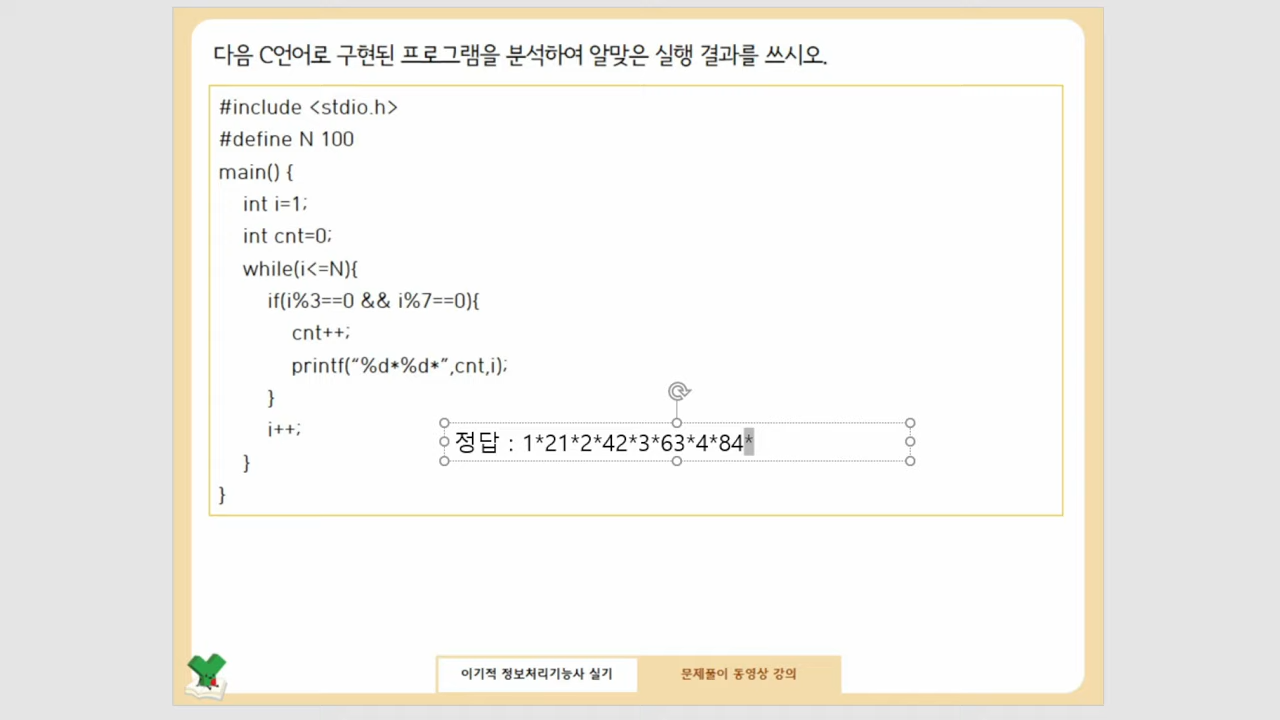 다음 C언어로 구현된 프로그램을 분석하여 알맞은 실행 결과를 쓰시오.
#include <stdio.h>
#define N 100
main() {
int i=1;
int cnt=0;
while(i<=N){
if(i%3==0 && i%7==0){
cnt++;
printf(“%d*%d*”,cnt,i);
}
i++;
정답 : 1*21*2*42*3*63*4*84*
}
}
이기적 정보처리기능사 실기
문제풀이 동영상 강의